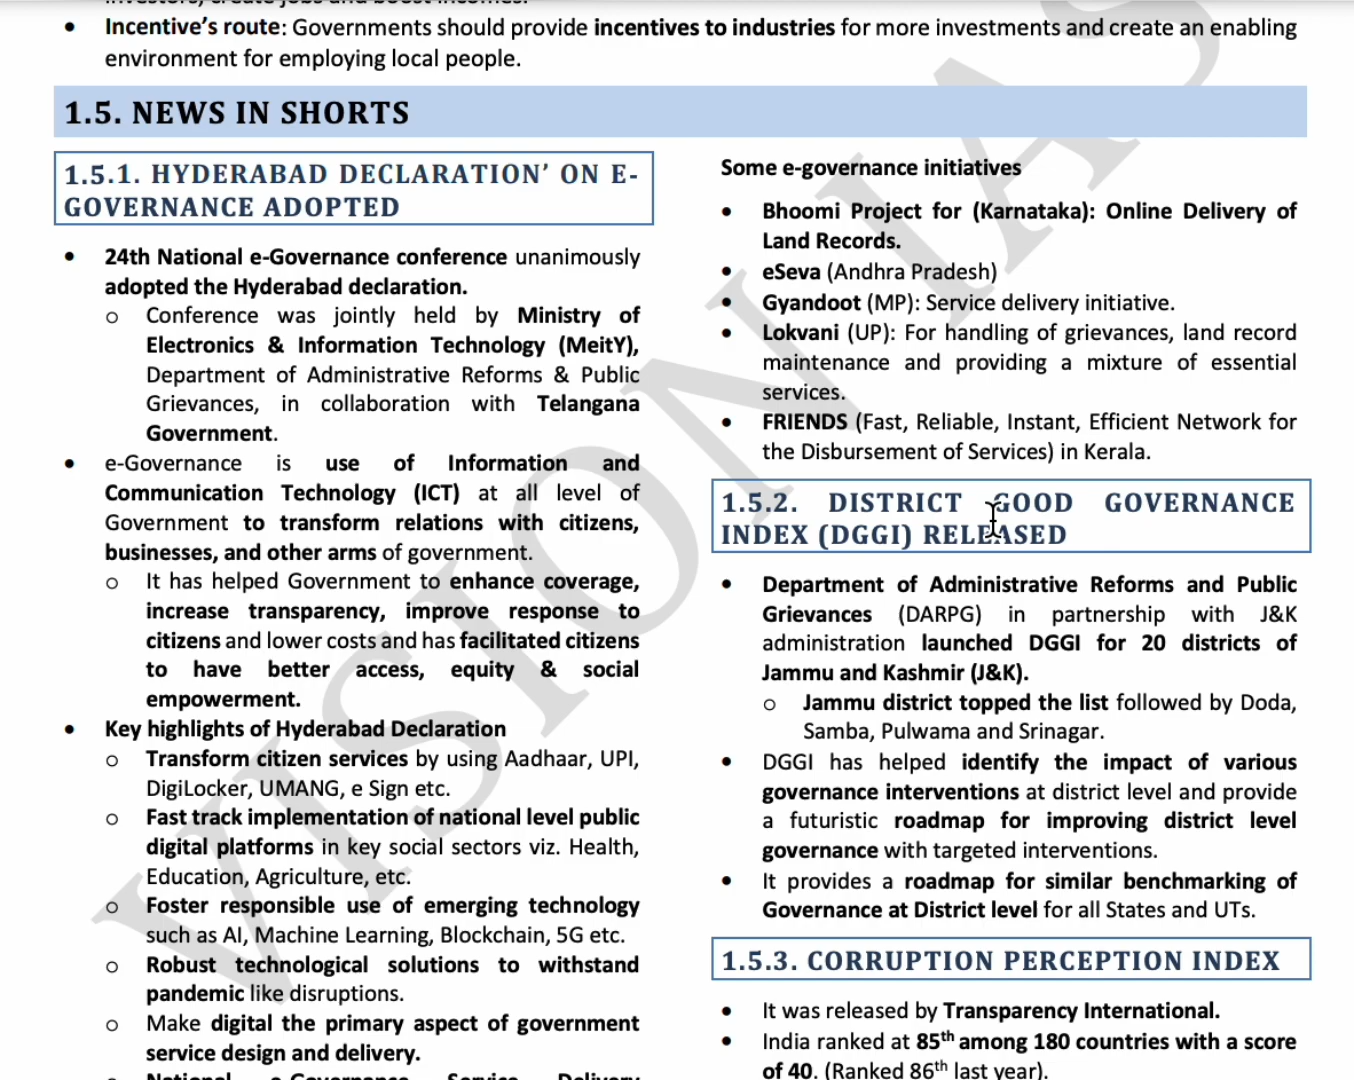 Incentive's route: Governments should provide incentives to industries for more investments and create an enabling
environment for employing local people.
1.5. NEWS IN SHORTS
1.5.1. HYDERABAD DECLARATION' ON E-
GOVERNANCE ADOPTED
24th National e-Governance conference unanimously
adopted the Hyderabad declaration.
Conference was jointly held by Ministry of
Electronics & Information Technology (MeitY),
Department of Administrative Reforms & Public
Grievances, in collaboration with Telangana
Government.
e-Governance is use of Information and
Communication Technology (ICT) at all level of
Government to transform relations with citizens,
businesses, and other arms of government.
It has helped Government to enhance coverage,
increase transparency, improve response to
citizens and lower costs and has facilitated citizens
to have better access, equity & social
empowerment.
Key highlights of Hyderabad Declaration
Transform citizen services by using Aadhaar, UPI,
DigiLocker, UMANG, e Sign etc.
Fast track implementation of national level public
digital platforms in key social sectors viz. Health,
Education, Agriculture, etc.
Foster responsible use of emerging technology
such as AI, Machine Learning, Blockchain, 5G etc.
Robust technological solutions to withstand
pandemic like disruptions.
Make digital the primary aspect of government
service design and delivery.
National e-Governance Service Delivery
Some e-governance initiatives
Bhoomi Project for (Karnataka): Online Delivery of
Land Records.
eSeva (Andhra Pradesh)
Gyandoot (MP): Service delivery initiative.
Lokvani (UP): For handling of grievances, land record
maintenance and providing a mixture of essential
services.
FRIENDS (Fast, Reliable, Instant, Efficient Network for
the Disbursement of Services) in Kerala.
1.5.2. DISTRICT GOOD GOVERNANCE
INDEX (DGGI) RELEASED
Department of Administrative Reforms and Public
Grievances (DARPG) in partnership with J&K
administration launched DGGI for 20 districts of
Jammu and Kashmir (J&K).
Jammu district topped the list followed by Doda,
Samba, Pulwama and Srinagar.
DGGI has helped identify the impact of various
governance interventions at district level and provide
a futuristic roadmap for improving district level
governance with targeted interventions.
It provides a roadmap for similar benchmarking of
Governance at District level for all States and UTs.
1.5.3. CORRUPTION PERCEPTION INDEX
It was released by Transparency International.
India ranked at 85th among 180 countries with a score
of 40. (Ranked 86th last year).
VISION IAS